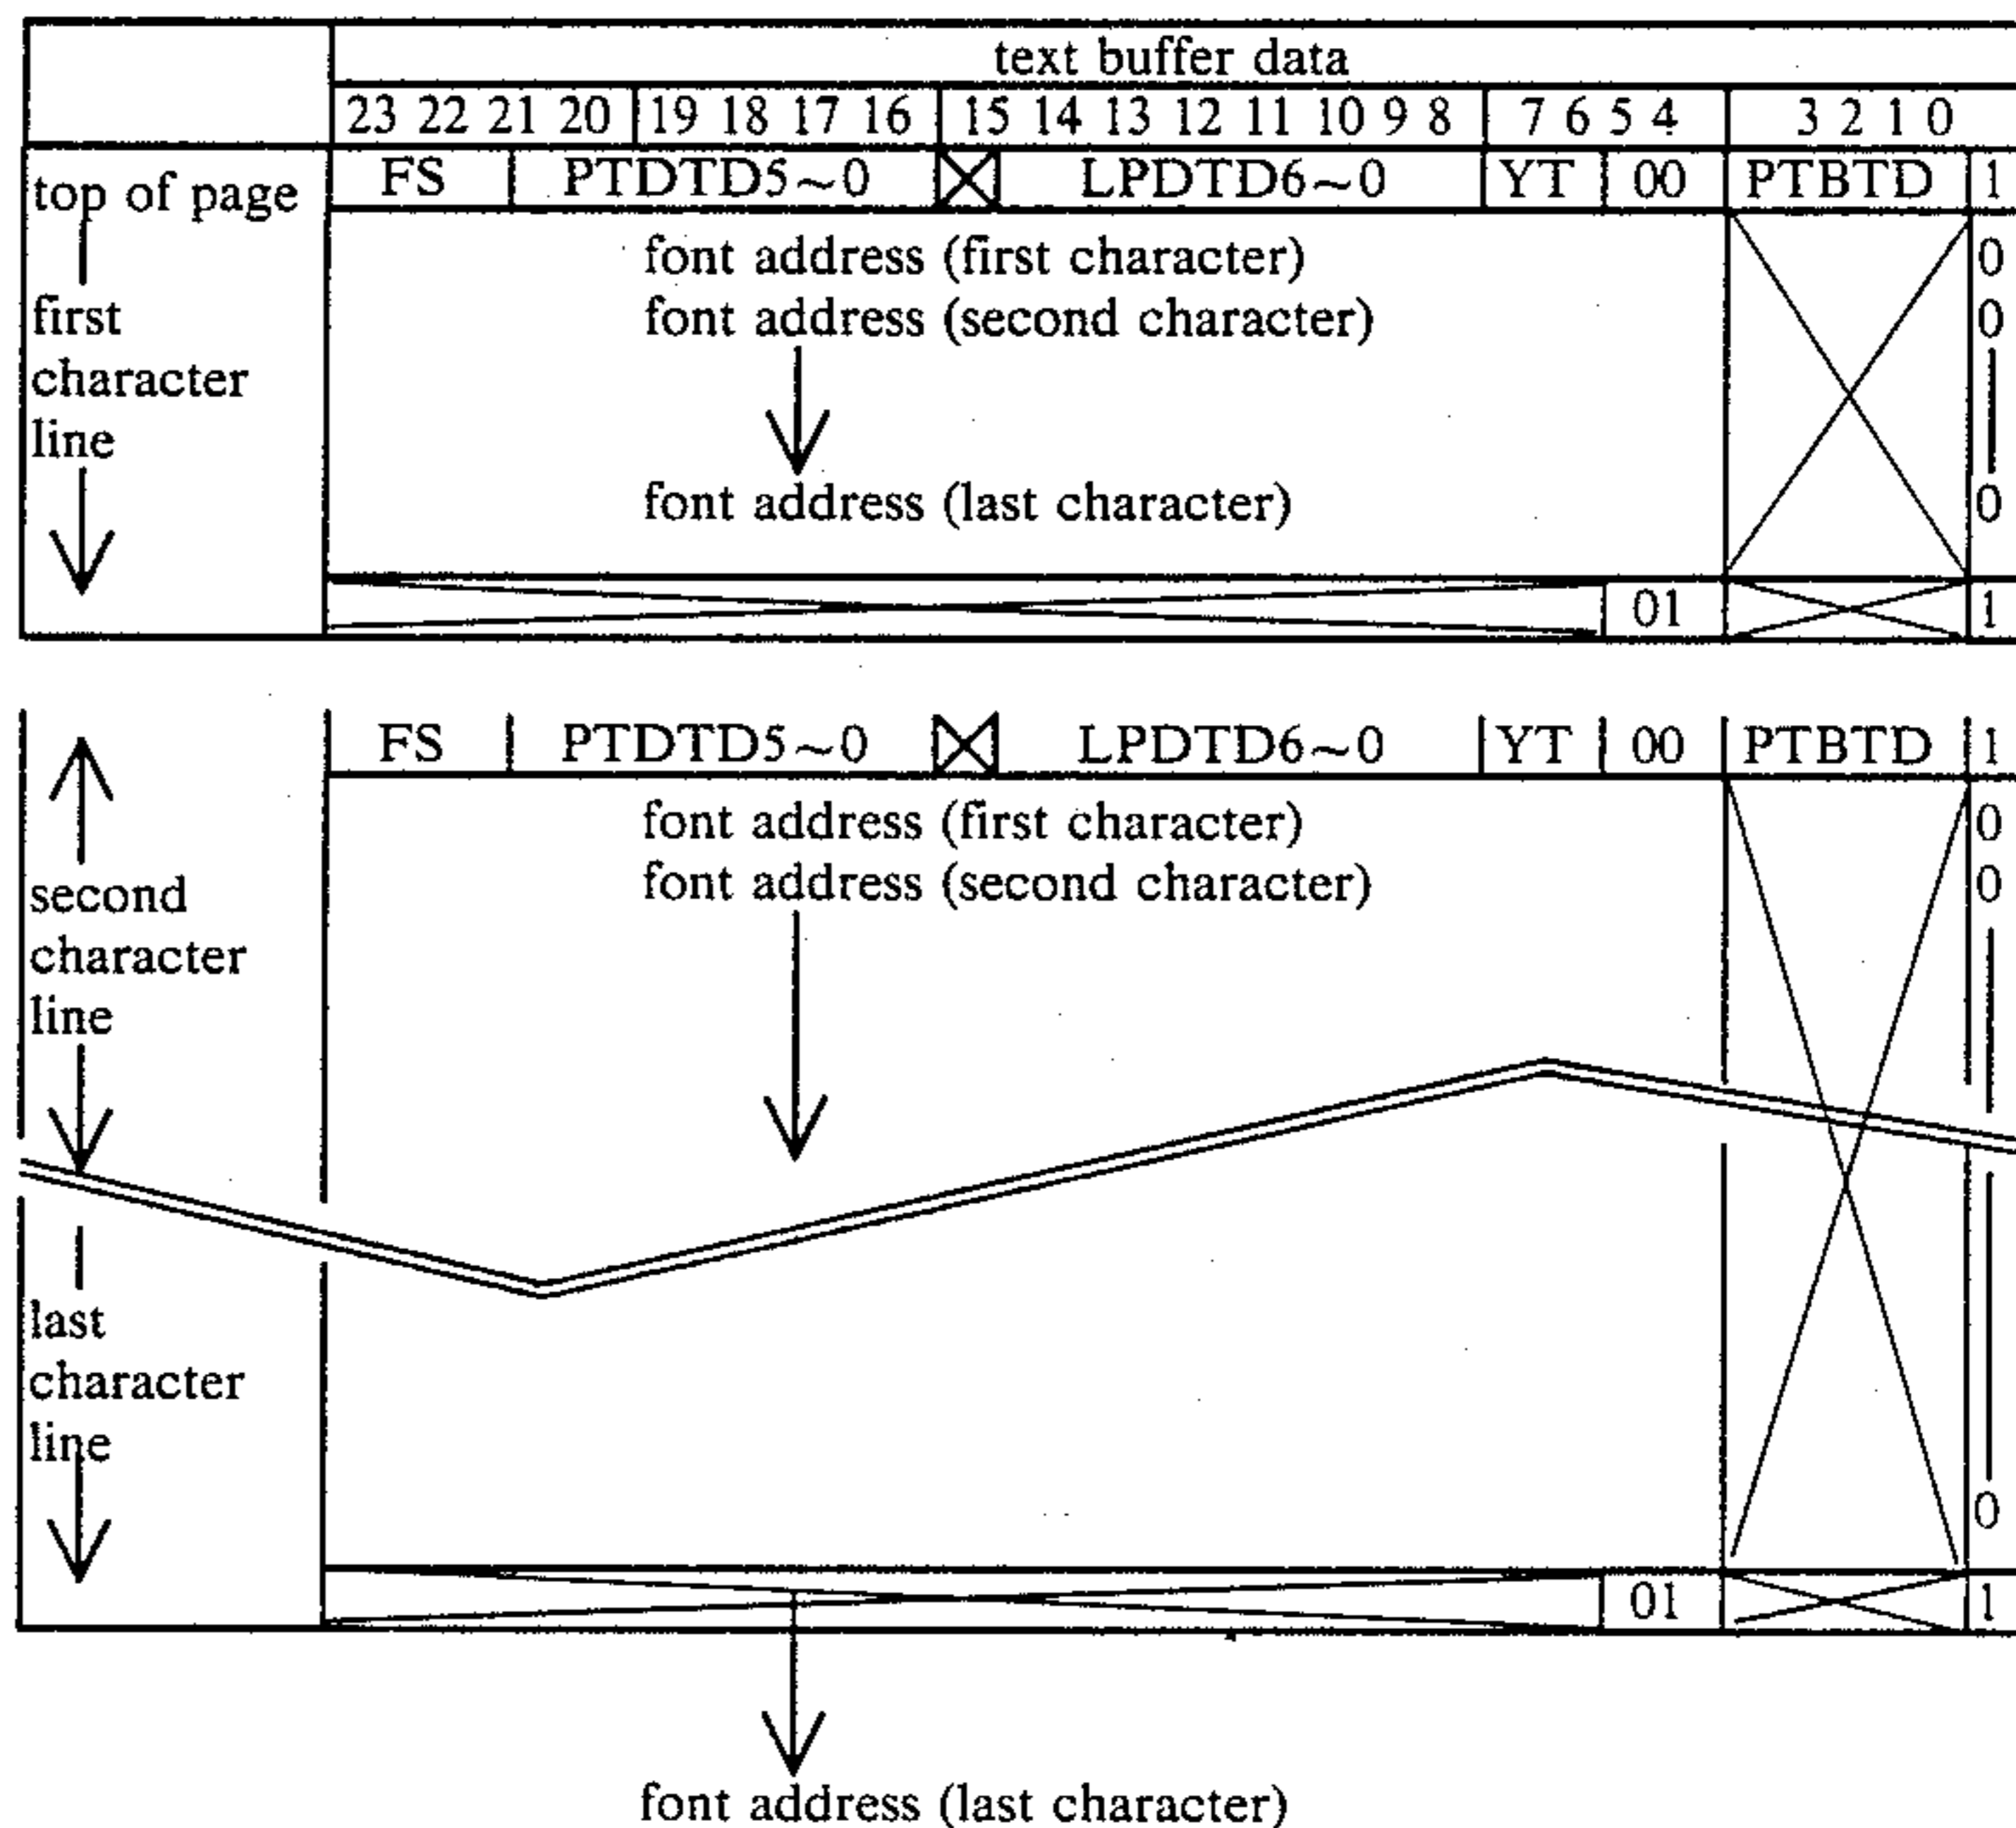 text buffer data
23 22 21 20 19 18 17 16 15 14 13 12 11 10 9 8 7 6 5 4 3 2 1 0
top of page FS PTDTD5~0 LPDTD6~0 YT 00 PTBTD 1
font address (first character) 0
first font address (second character) 0
character
line
font address (last character) 0
01 1
FS PTDTD5~0 LPDTD6~0 YT 00 PTBTD 1
font address (first character) 0
second font address (second character) 0
character
line
last
character
line
0
01 1
font address (last character)